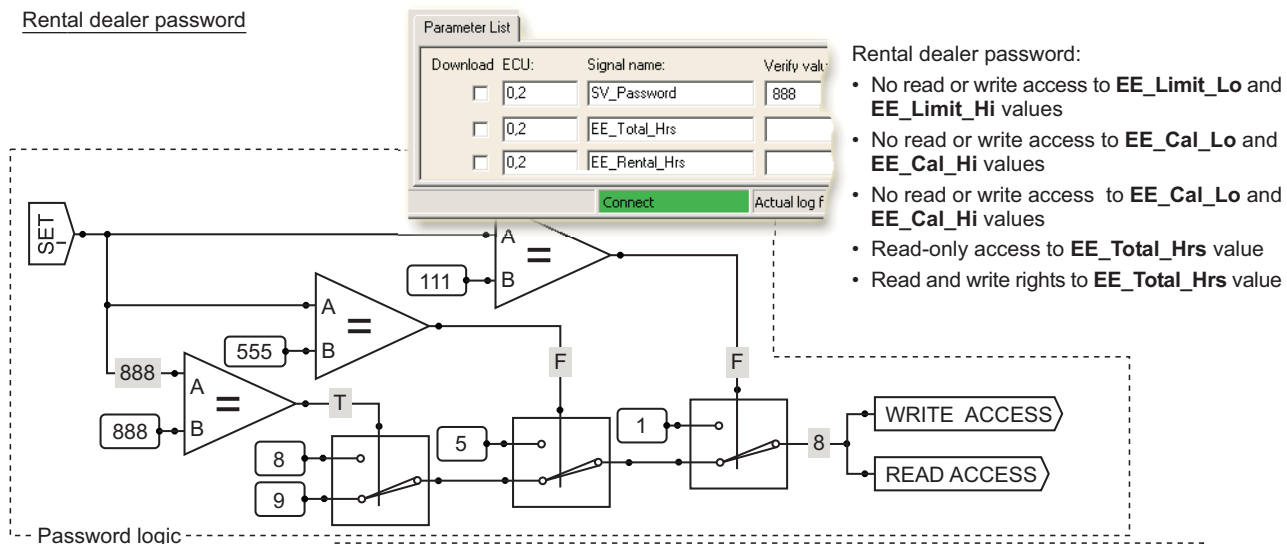 Rental dealer password
Parameter List
Download ECU: Signal name: Verify valu
0,2 SV_Password 888
0,2 EE_Total_Hrs
0,2 EE_Rental_Hrs
Connect Actual log f
Rental dealer password:
• No read or write access to EE_Limit_Lo and
EE_Limit_Hi values
• No read or write access to EE_Cal_Lo and
EE_Cal_Hi values
• No read or write access to EE_Cal_Lo and
EE_Cal_Hi values
• Read-only access to EE_Total_Hrs value
• Read and write rights to EE_Total_Hrs value
SET
A
=
111
B
A
=
555
B
888
A
=
888
B
T
F
F
8
9
5
1
8
WRITE ACCESS
READ ACCESS
Password logic